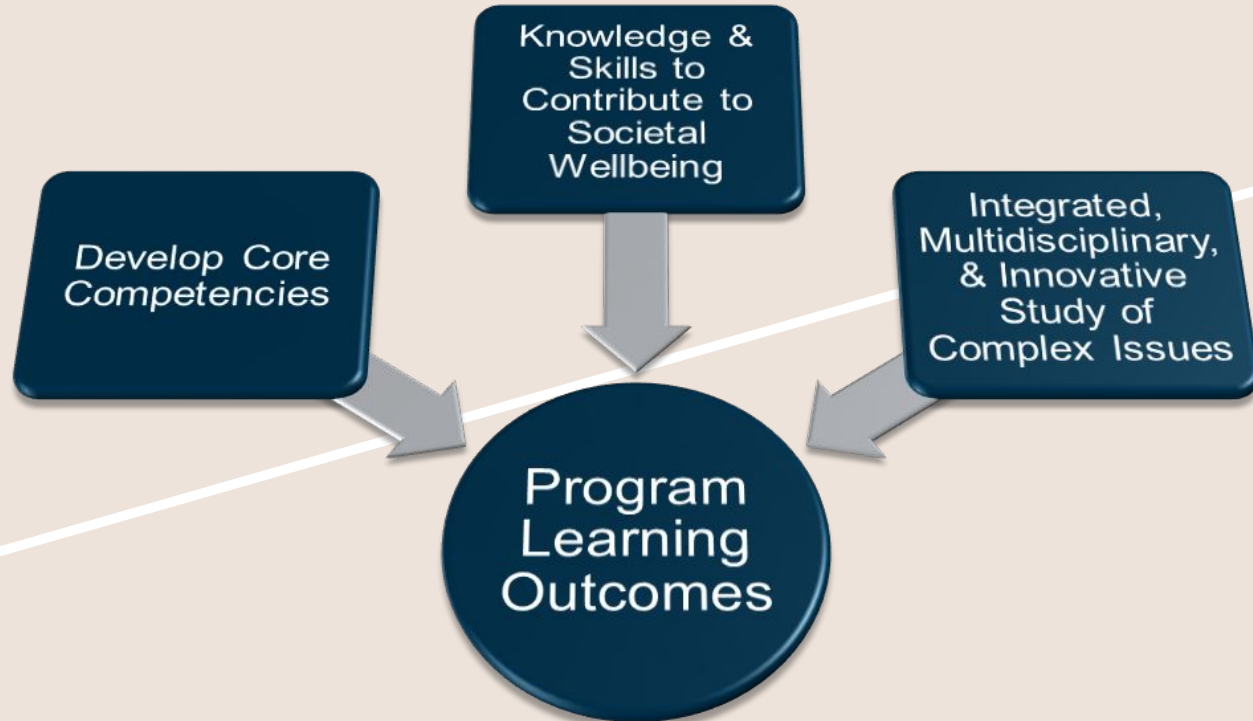 Knowledge &
Skills to
Contribute to
Societal
Wellbeing
Develop Core
Competencies
Integrated,
Multidisciplinary,
& Innovative
Study of
Complex Issues
Program
Learning
Outcomes